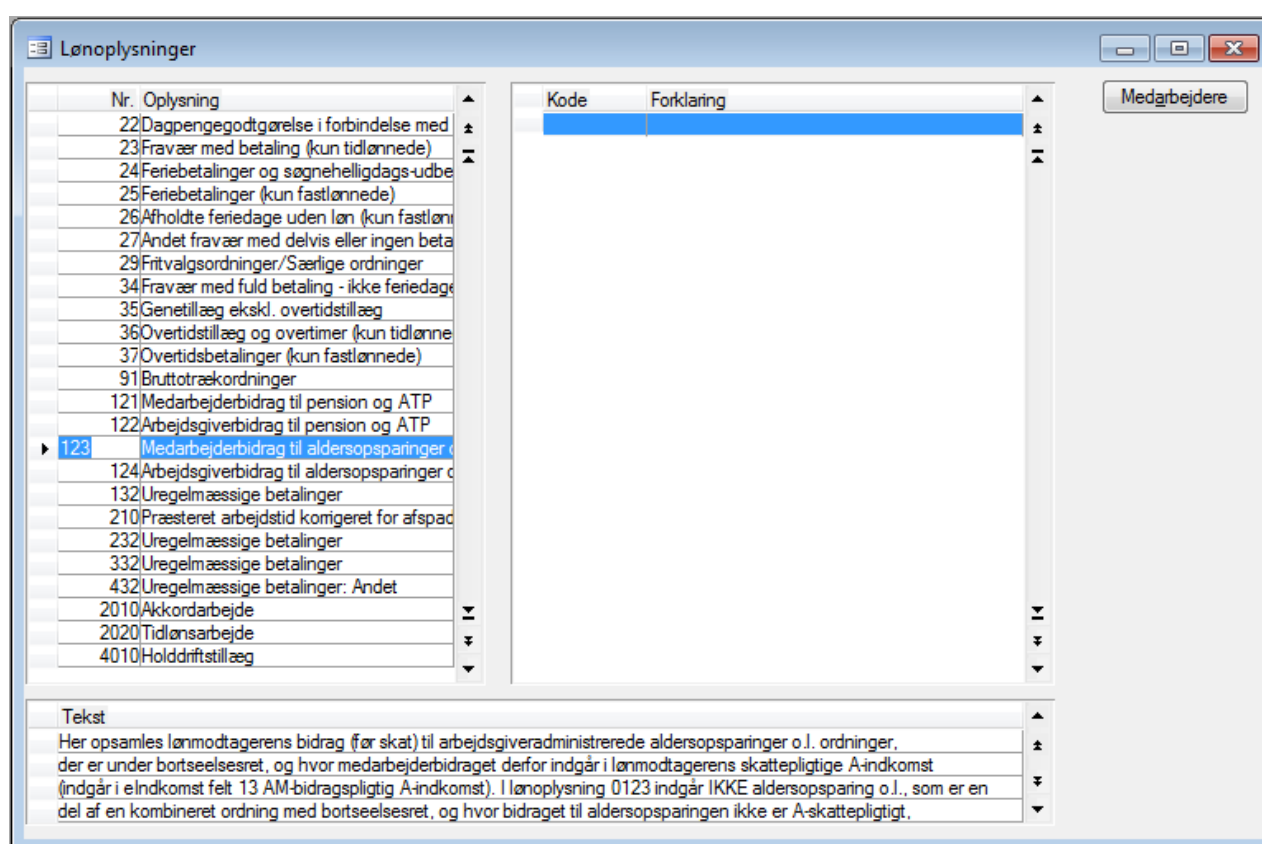 Lønoplysninger
Nr. Oplysning
22 Dagpengegodtgørelse i forbindelse med
23 Fravær med betaling (kun tidlønnede)
24 Feriebetalinger og søgnehelligdags-udbe
25 Feriebetalinger (kun fastlønnede)
26 Afholdte feriedage uden løn (kun fastløn
27 Andet fravær med delvis eller ingen beta
29 Fritvalgsordninger/Særlige ordninger
34 Fravær med fuld betaling - ikke feriedage
35 Genetillæg ekskl. overtidstillæg
36 Overtidstillæg og overtimer (kun tidlønne
37 Overtidsbetalinger (kun fastlønnede)
91 Bruttotrækordninger
121 Medarbejderbidrag til pension og ATP
122 Arbejdsgiverbidrag til pension og ATP
123 Medarbejderbidrag til aldersopsparinger o
124 Arbejdsgiverbidrag til aldersopsparinger o
132 Uregelmæssige betalinger
210 Præsteret arbejdstid korrigeret for afspad
232 Uregelmæssige betalinger
332 Uregelmæssige betalinger
432 Uregelmæssige betalinger: Andet
2010 Akkordarbejde
2020 Tidlønsarbejde
4010 Holddriftstillæg
Kode Forklaring
Medarbejdere
Tekst
Her opsamles lønmodtagerens bidrag (før skat) til arbejdsgiveradministrerede aldersopsparinger o.l. ordninger,
der er under bortseelsesret, og hvor medarbejderbidraget derfor indgår i lønmodtagerens skattepligtige A-indkomst
(indgår i eIndkomst felt 13 AM-bidragspligtig A-indkomst). I lønoplysning 0123 indgår IKKE aldersopsparing o.l., som er en
del af en kombineret ordning med bortseelsesret, og hvor bidraget til aldersopsparingen ikke er A-skattepligtigt,